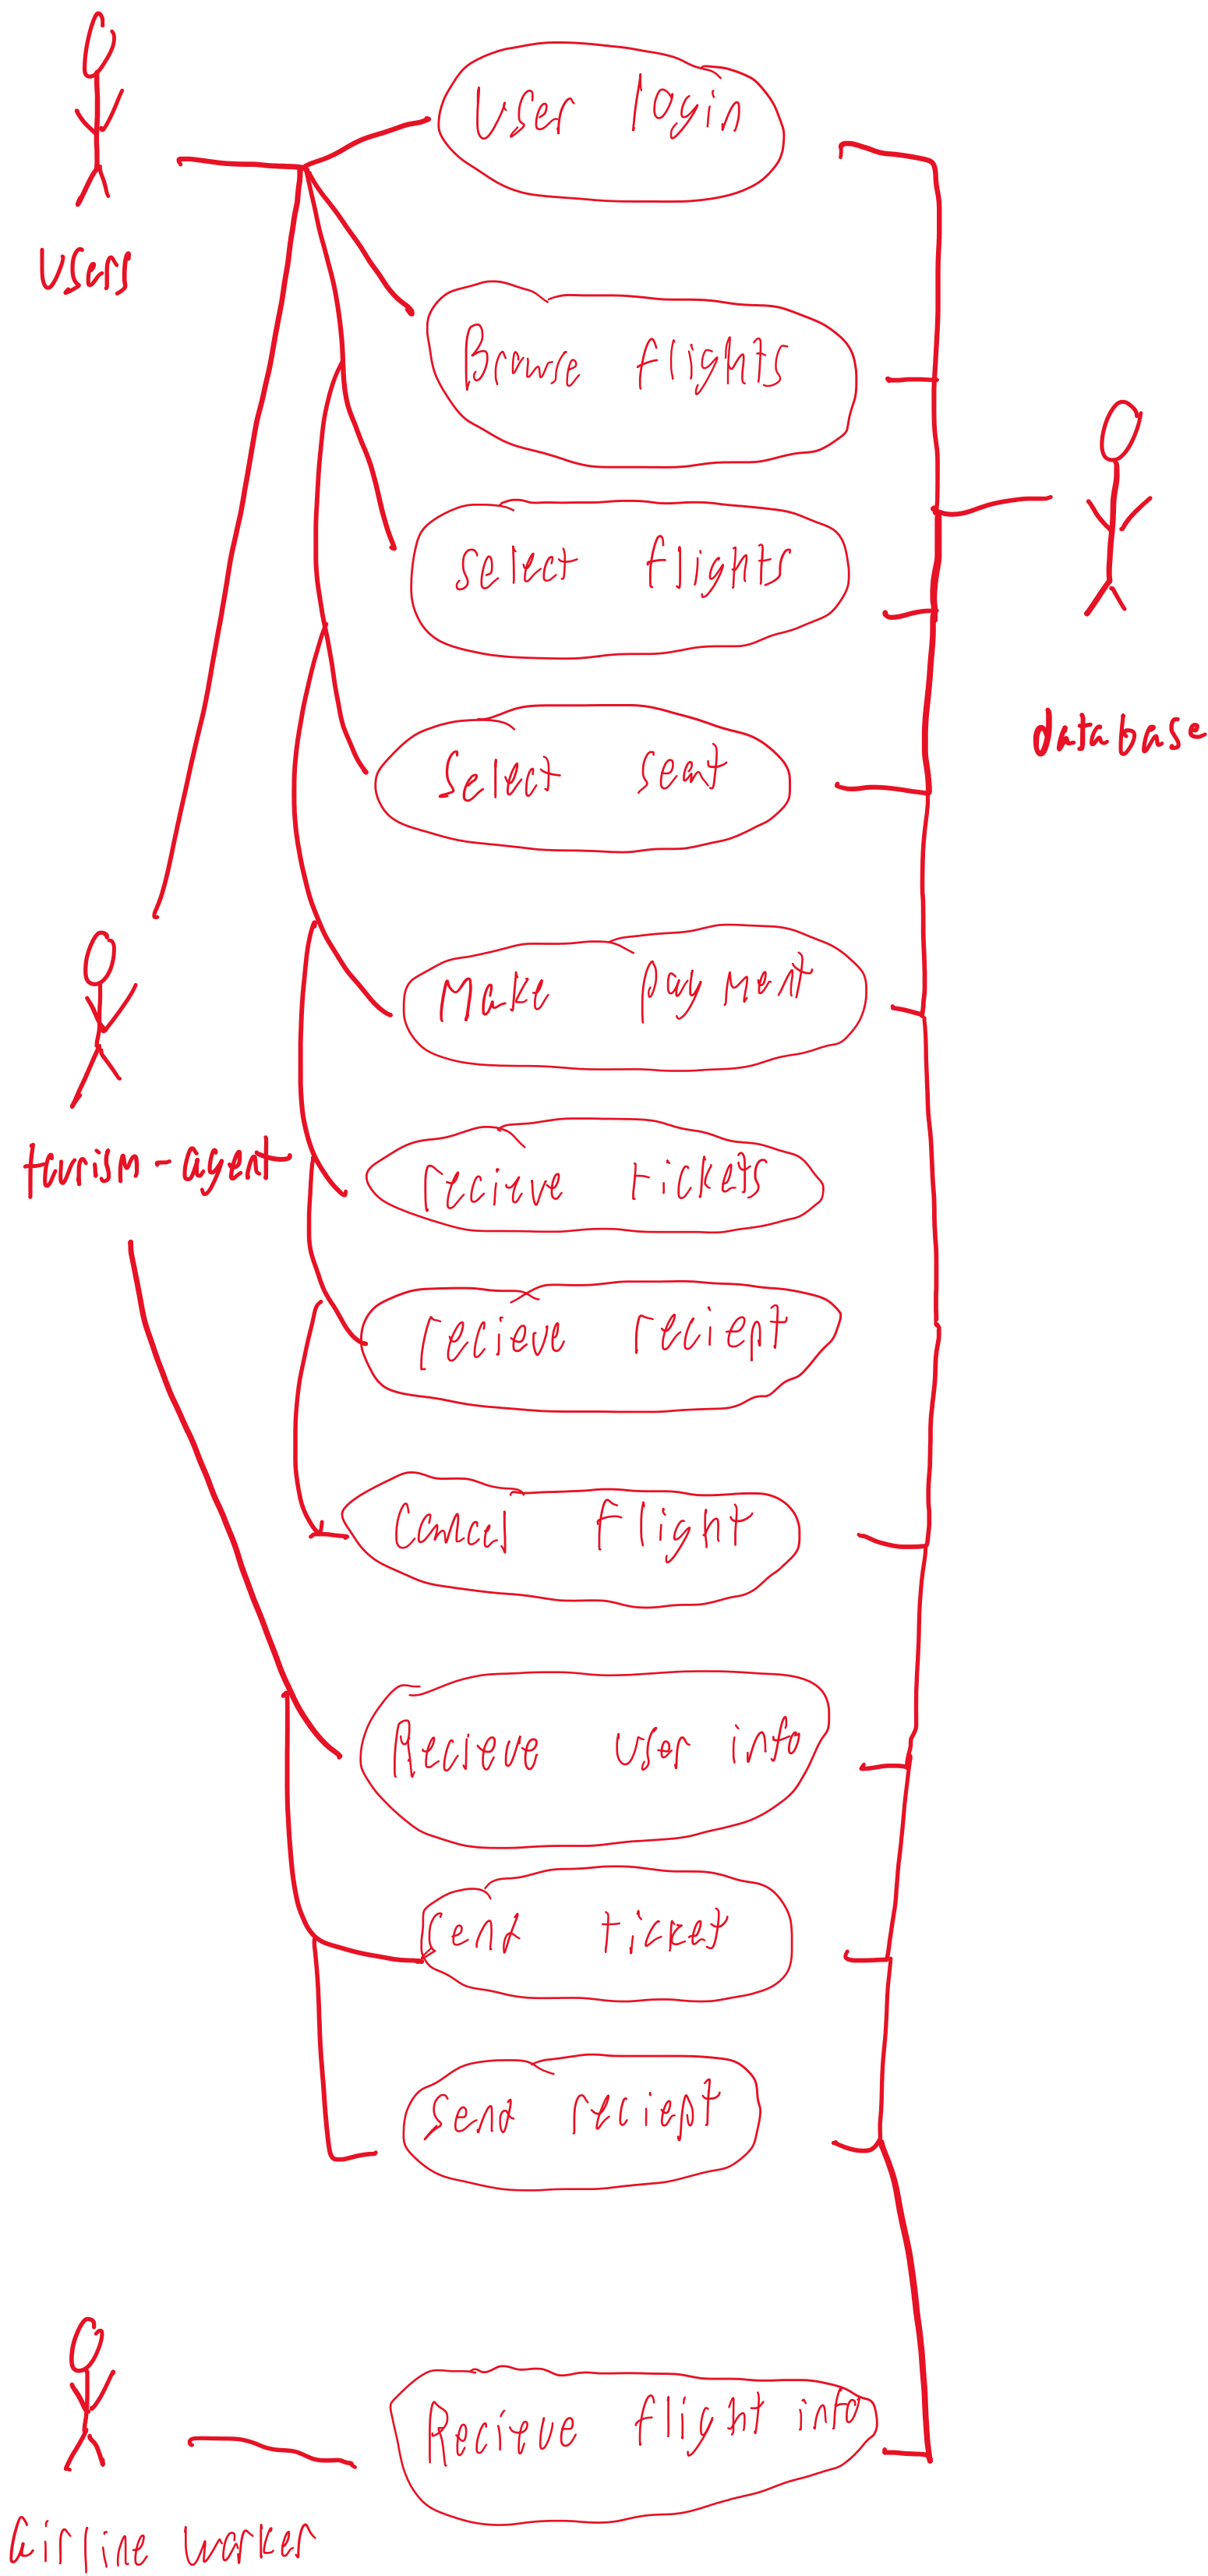 User login
Users
Browse flights
select flights
database
Select seat
Make payment
tourism-agent
recieve tickets
recieve reciept
Cancel flight
Recieve user info
Send ticket
Send reciept
Recieve flight info
Airline worker